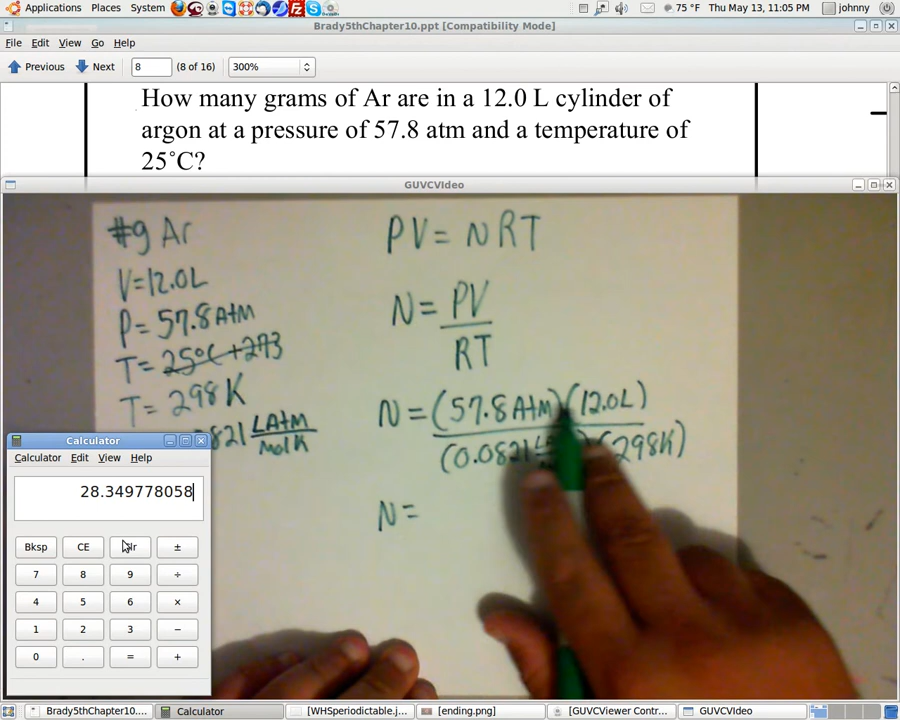 Applications Places System 75 °F Thu May 13, 11:05 PM johnny
Brady5thChapter10.ppt [Compatibility Mode]
File Edit View Go Help
Previous Next 8 (8 of 16) 300%
How many grams of Ar are in a 12.0 L cylinder of
argon at a pressure of 57.8 atm and a temperature of
25°C?
GUVCVIdeo
#g Ar
V=12.0L
P=57.8Atm
T=25°C+273
T=298K
821 LAtm
molK
PV=NRT
N=PV
RT
N=(57.8Atm)(12.0L)
(0.0821 298K)
N=
Calculator
Calculator Edit View Help
28.349778058
Bksp CE lr ±
7 8 9 ÷
4 5 6 ×
1 2 3 −
0 . = +
Brady5thChapter10.... Calculator [WHSperiodictable.j... [ending.png] [GUVCViewer Contr... GUVCVIdeo